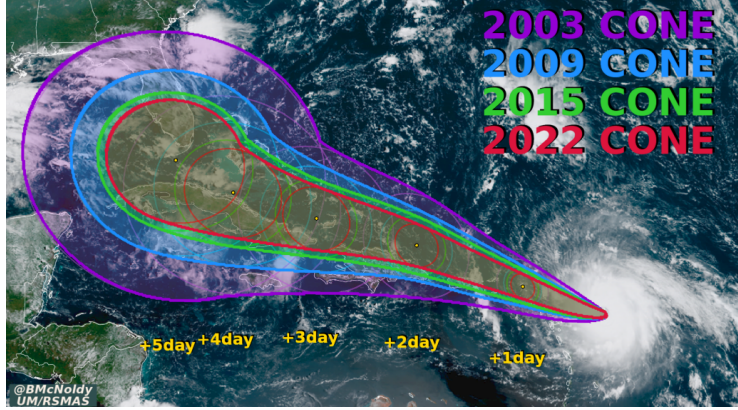 2003 CONE
2009 CONE
2015 CONE
2022 CONE
+5day +4day +3day +2day +1day
@BMcNoldy
UM/RSMAS